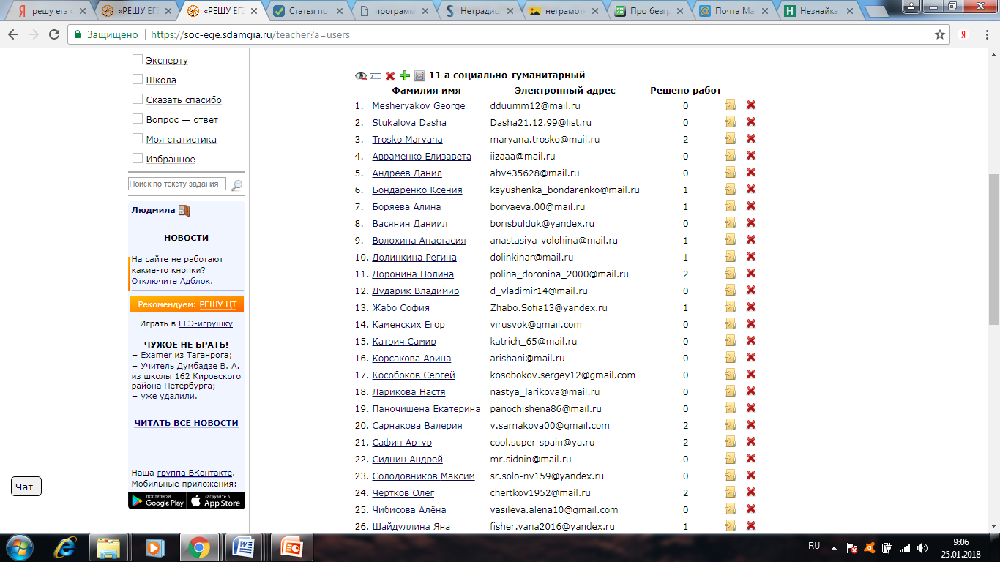 решу егэ с
«РЕШУ ЕГЭ
«РЕШУ ЕГЭ
Статья по
программ
Нетрадиц
неграмотн
Про безгр
Почта Ма
Незнайка
Защищено https://soc-ege.sdamgia.ru/teacher?a=users
Эксперту
Школа
Сказать спасибо
Вопрос — ответ
Моя статистика
Избранное
Поиск по тексту задания
Людмила
НОВОСТИ
На сайте не работают
какие-то кнопки?
Отключите Адблок.
Рекомендуем: РЕШУ ЦТ
Играть в ЕГЭ-игрушку
ЧУЖОЕ НЕ БРАТЬ!
− Examer из Таганрога;
− Учитель Думбадзе В. А.
из школы 162 Кировского
района Петербурга;
− уже удалили.
ЧИТАТЬ ВСЕ НОВОСТИ
Наша группа ВКонтакте.
Мобильные приложения:
ДОСТУПНО В Google Play Загрузите в App Store
Чат
11 а социально-гуманитарный
Фамилия имя Электронный адрес Решено работ
1. Mesheryakov George dduumm12@mail.ru 0
2. Stukalova Dasha Dasha21.12.99@list.ru 0
3. Trosko Maryana maryana.trosko@mail.ru 2
4. Авраменко Елизавета iizaaa@mail.ru 0
5. Андреев Данил abv435628@mail.ru 0
6. Бондаренко Ксения ksyushenka_bondarenko@mail.ru 1
7. Боряева Алина boryaeva.00@mail.ru 1
8. Васянин Даниил borisbulduk@yandex.ru 0
9. Волохина Анастасия anastasiya-volohina@mail.ru 1
10. Долинкина Регина dolinkinar@mail.ru 1
11. Доронина Полина polina_doronina_2000@mail.ru 2
12. Дударик Владимир d_vladimir14@mail.ru 0
13. Жабо София Zhabo.Sofia13@yandex.ru 1
14. Каменских Егор virusvok@gmail.com 0
15. Катрич Самир katrich_65@mail.ru 0
16. Корсакова Арина arishani@mail.ru 0
17. Кособоков Сергей kosobokov.sergey12@gmail.com 0
18. Ларикова Настя nastya_larikova@mail.ru 0
19. Паночишена Екатерина panochishena86@mail.ru 0
20. Сарнакова Валерия v.sarnakova00@gmail.com 2
21. Сафин Артур cool.super-spain@ya.ru 2
22. Сиднин Андрей mr.sidnin@mail.ru 0
23. Солодовников Максим sr.solo-nv159@yandex.ru 0
24. Чертков Олег chertkov1952@mail.ru 2
25. Чибисова Алёна vasileva.alena10@gmail.com 0
26. Шайдуллина Яна fisher.yana2016@yandex.ru 1
RU
9:06
25.01.2018